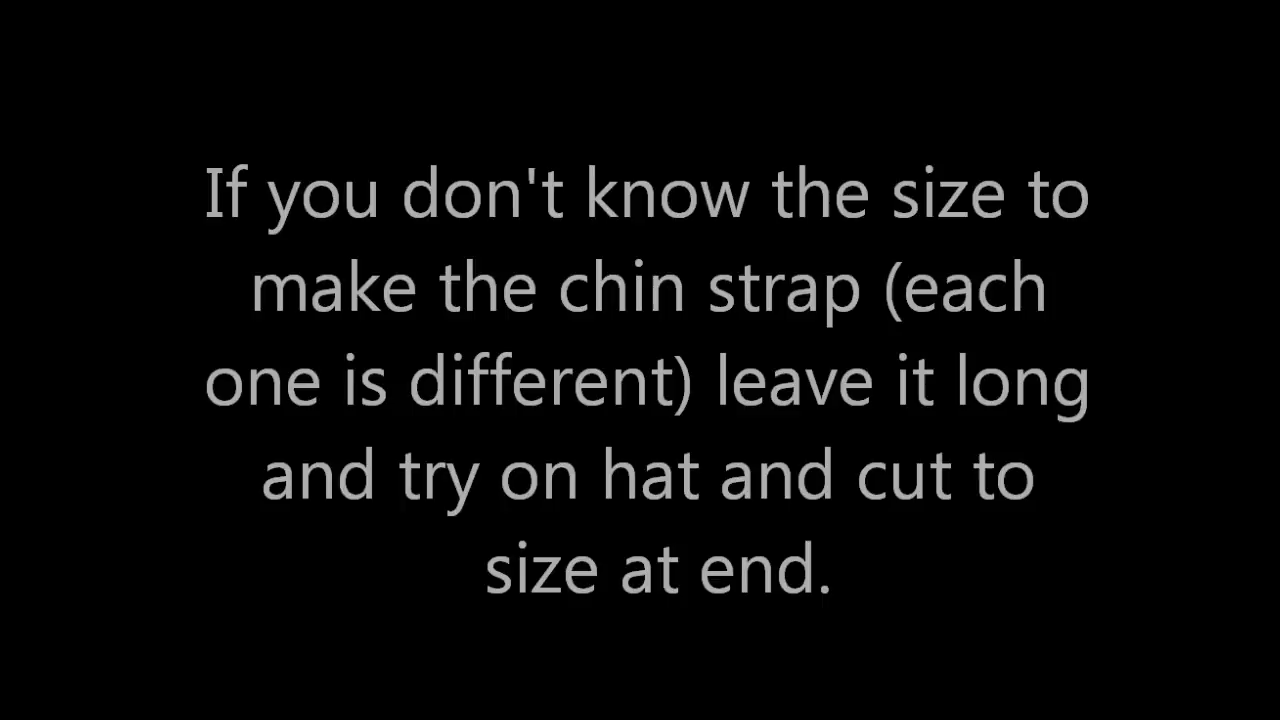 If you don't know the size to
make the chin strap (each
one is different) leave it long
and try on hat and cut to
size at end.